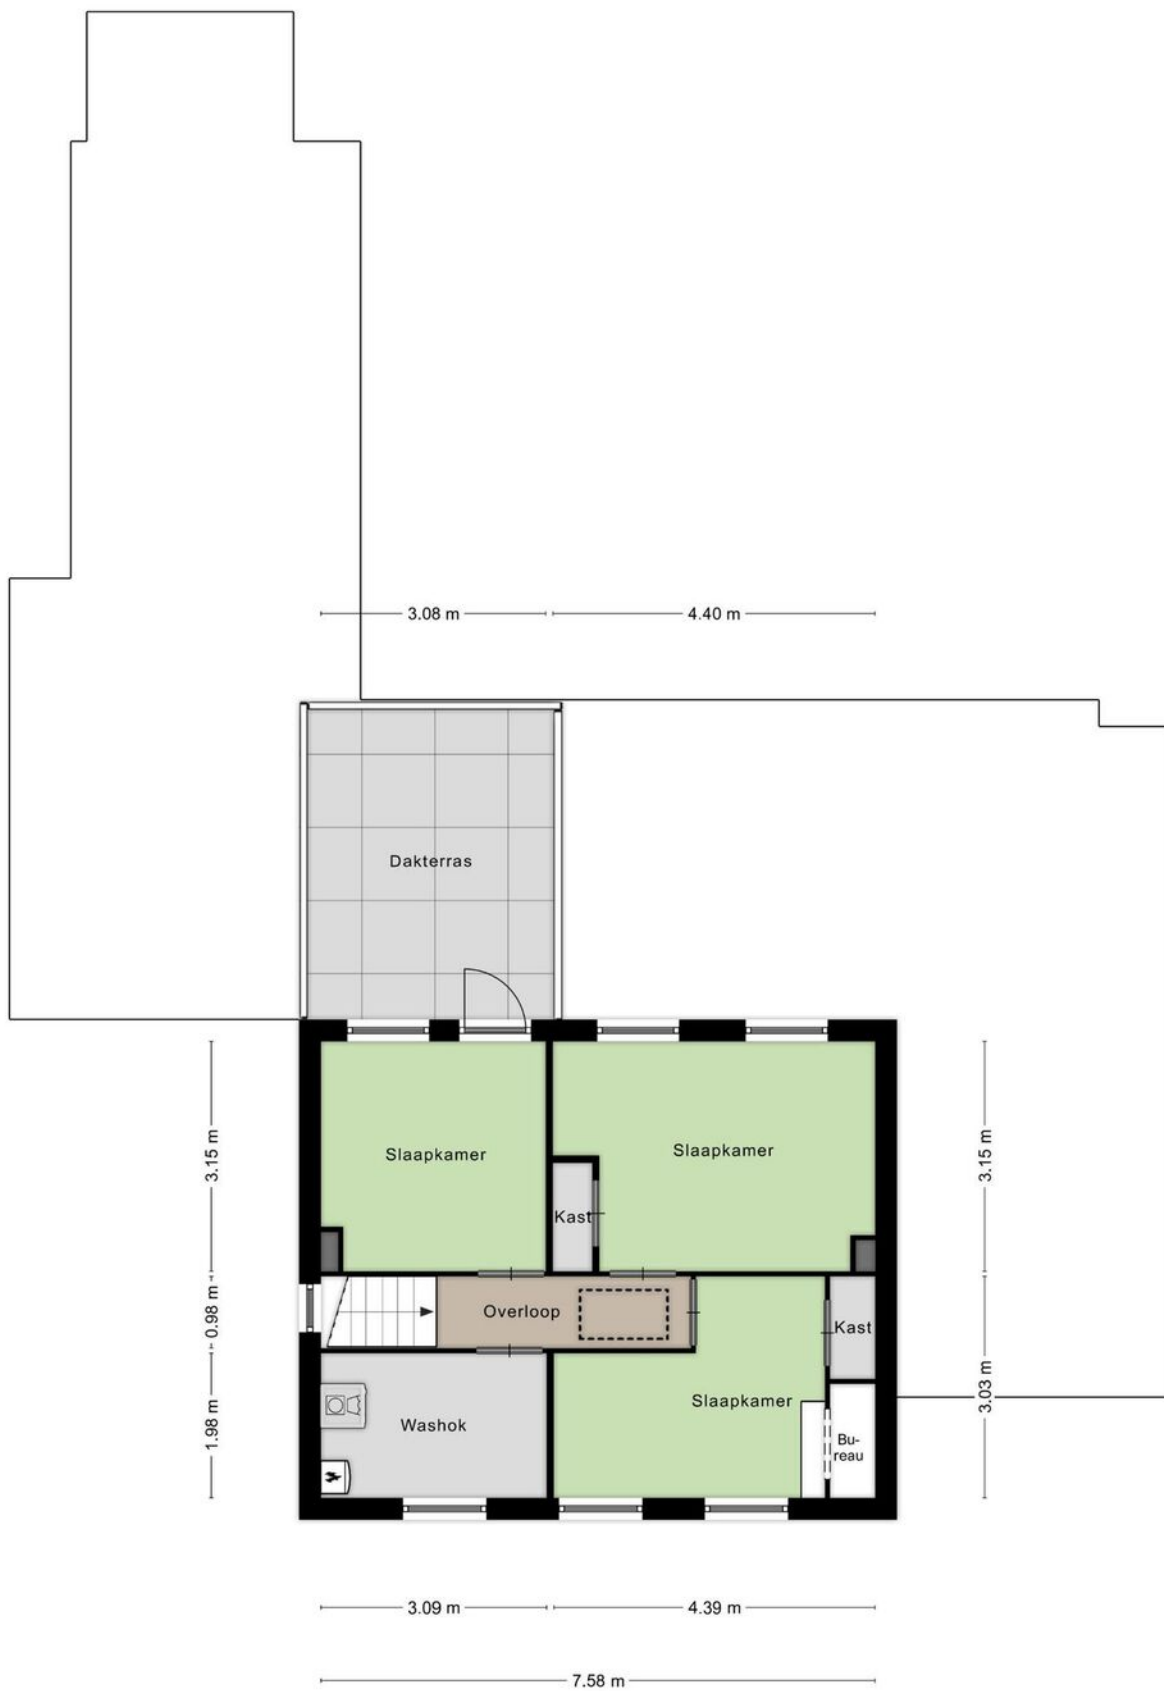 3.08 m
4.40 m
Dakterras
3.15 m
3.15 m
Slaapkamer
Slaapkamer
Kast
0.98 m
Overloop
Kast
3.03 m
1.98 m
Slaapkamer
Washok
Bu-
reau
3.09 m
4.39 m
7.58 m